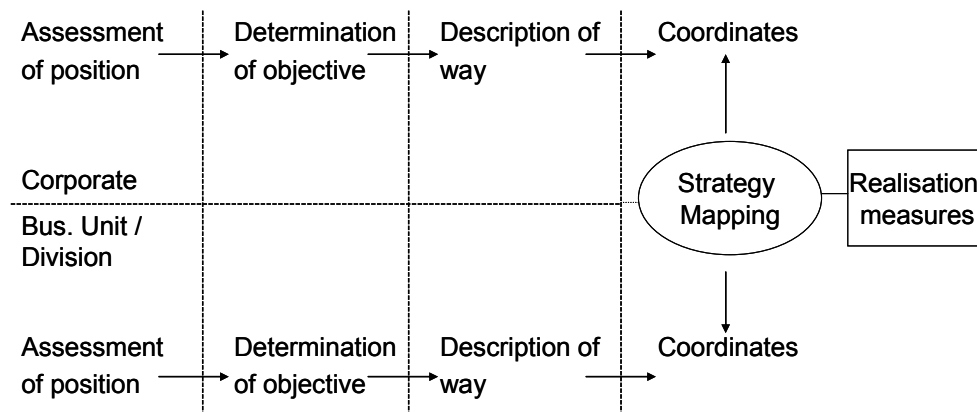 Assessment
of position
Determination
of objective
Description of
way
Coordinates
Corporate
Bus. Unit /
Division
Strategy
Mapping
Realisation
measures
Assessment
of position
Determination
of objective
Description of
way
Coordinates